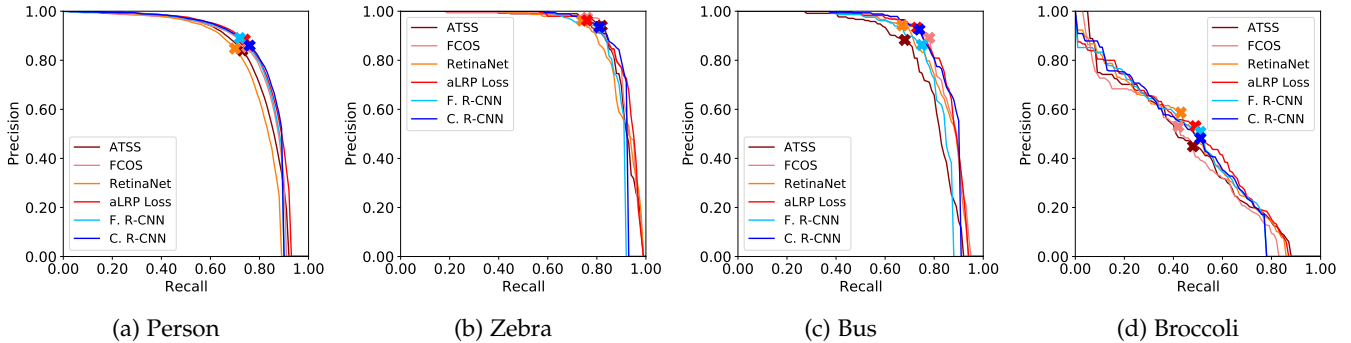 Precision
1.00
0.80
0.60
0.40
0.20
0.00
ATSS
FCOS
RetinaNet
aLRP Loss
F. R-CNN
C. R-CNN
0.00 0.20 0.40 0.60 0.80 1.00
Recall
(a) Person
Precision
1.00
0.80
0.60
0.40
0.20
0.00
ATSS
FCOS
RetinaNet
aLRP Loss
F. R-CNN
C. R-CNN
0.00 0.20 0.40 0.60 0.80 1.00
Recall
(b) Zebra
Precision
1.00
0.80
0.60
0.40
0.20
0.00
ATSS
FCOS
RetinaNet
aLRP Loss
F. R-CNN
C. R-CNN
0.00 0.20 0.40 0.60 0.80 1.00
Recall
(c) Bus
Precision
1.00
0.80
0.60
0.40
0.20
0.00
ATSS
FCOS
RetinaNet
aLRP Loss
F. R-CNN
C. R-CNN
0.00 0.20 0.40 0.60 0.80 1.00
Recall
(d) Broccoli